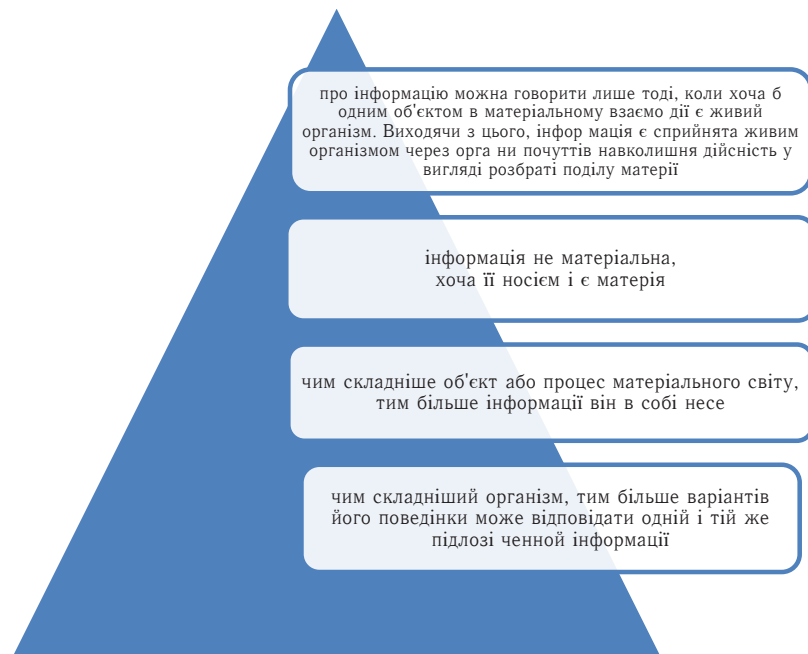 про інформацію можна говорити лише тоді, коли хоча б
одним об'єктом в матеріальному взаємо дії є живий
організм. Виходячи з цього, інфор мація є сприйнята живим
організмом через орга ни почуттів навколишня дійсність у
вигляді розбраті поділу матерії
інформація не матеріальна,
хоча її носієм і є матерія
чим складніше об'єкт або процес матеріального світу,
тим більше інформації він в собі несе
чим складніший організм, тим більше варіантів
його поведінки може відповідати одній і тій же
підлозі ченной інформації